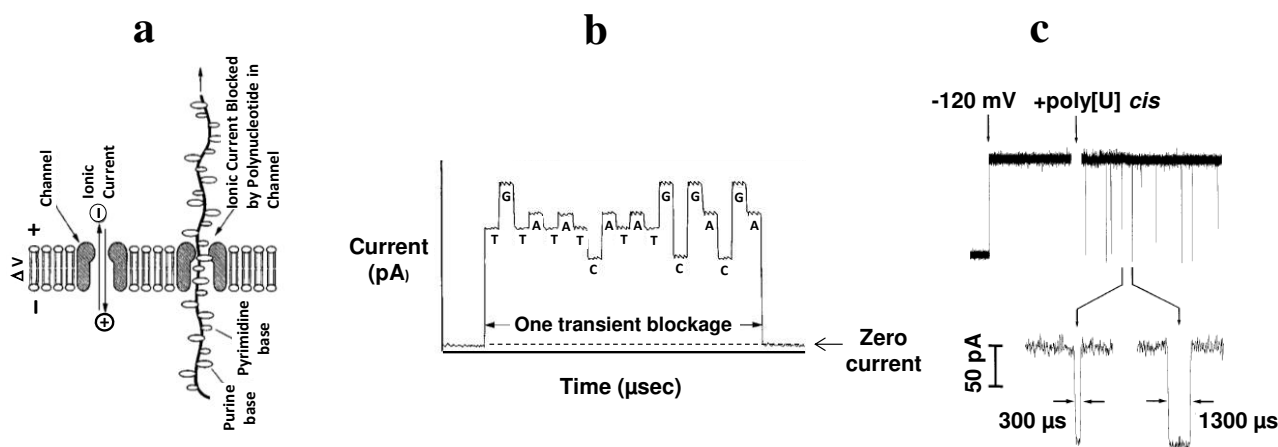 a
Channel
Ionic
Current
Ionic Current Blocked
by Polynucleotide in
Channel
+
−
Δ V
−
+
Purine
base
Pyrimidine
base
b
Current
(pA)
T G T A T A T C A T A T G C G A C G A
One transient blockage
Zero
current
Time (µsec)
c
-120 mV
+poly[U] cis
50 pA
300 µs
1300 µs